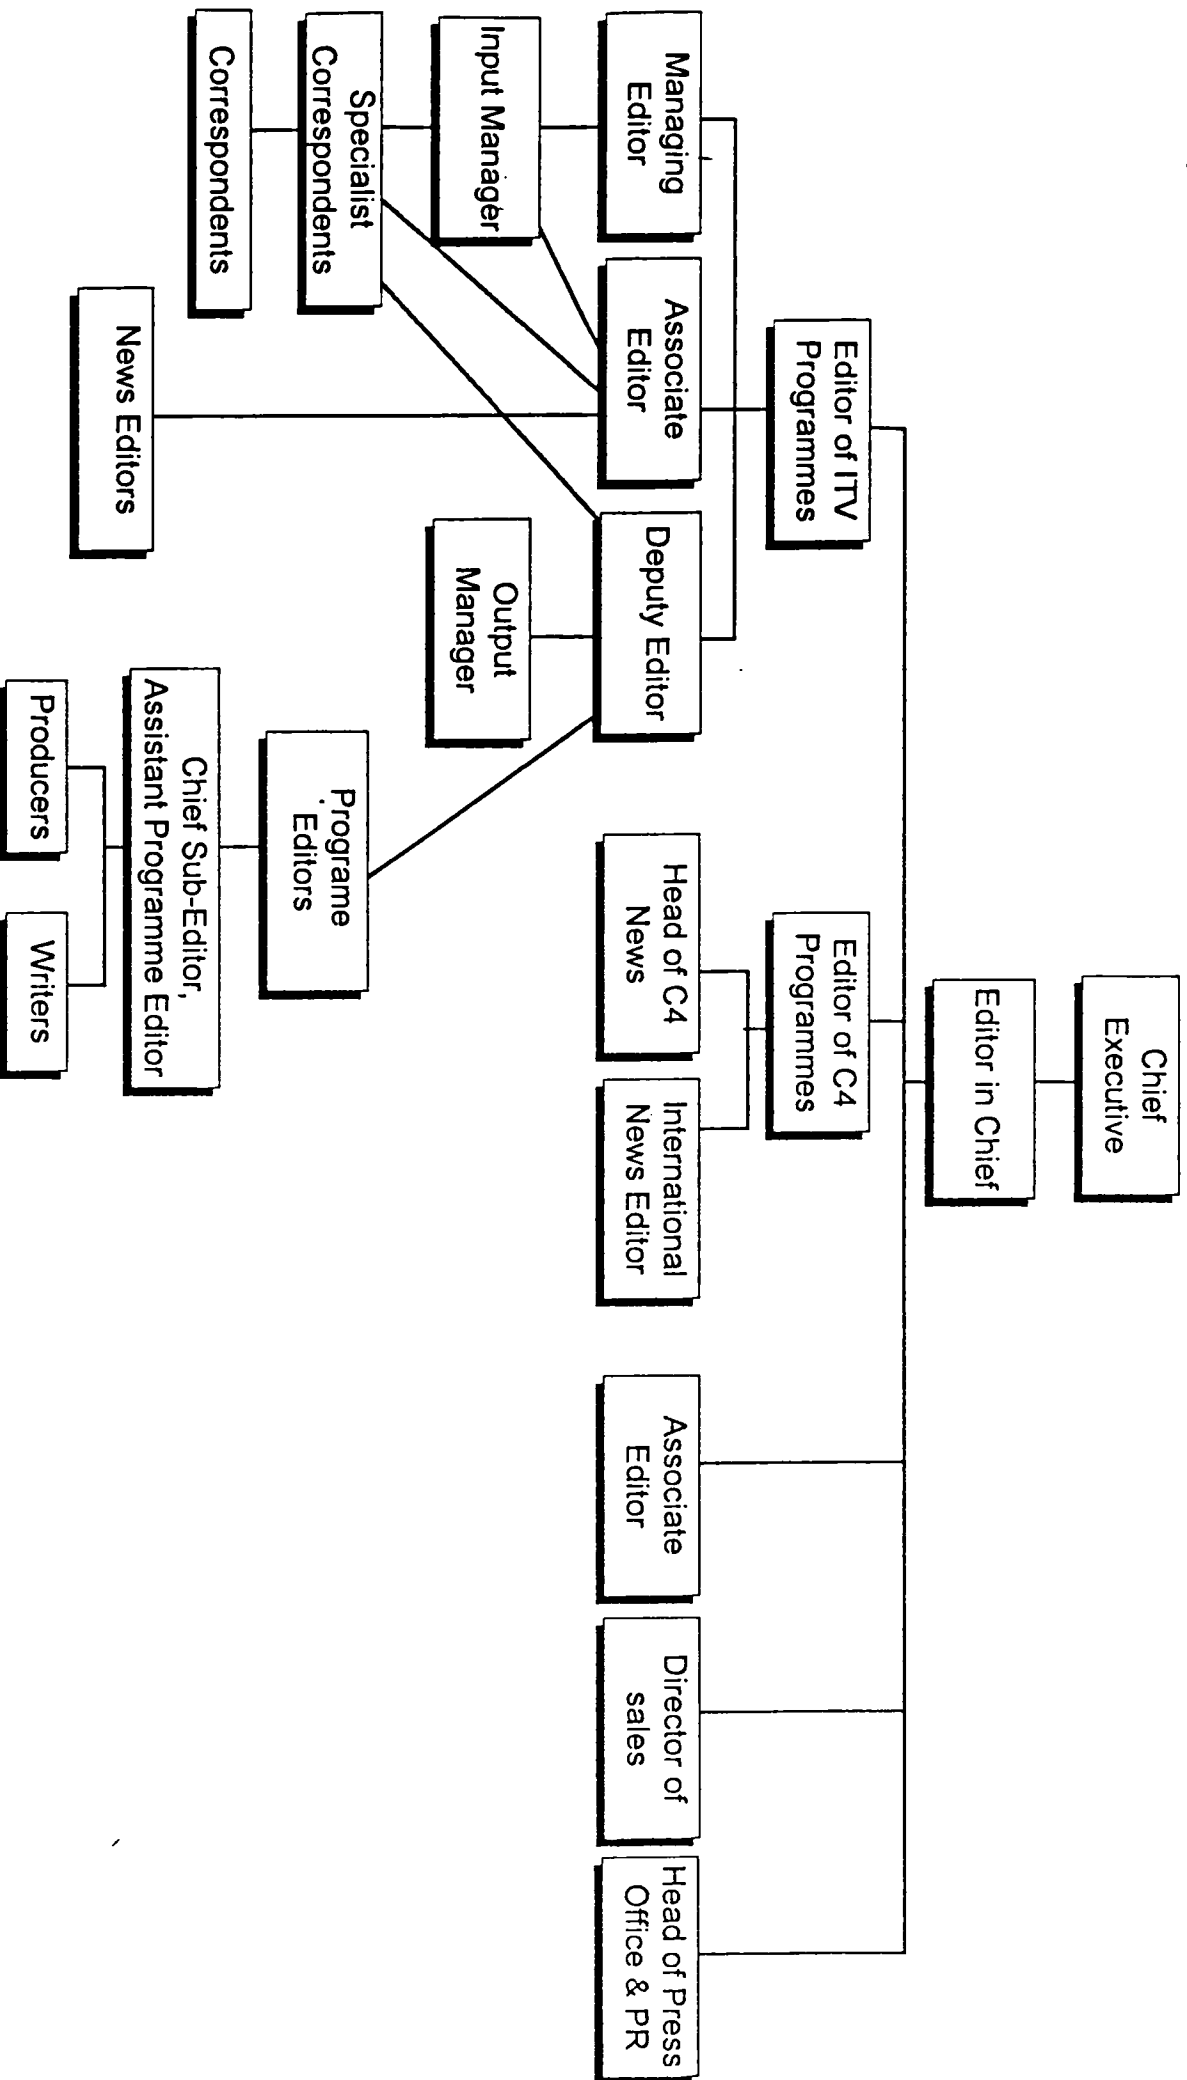 Chief
Executive
Editor in Chief
Editor of ITV
Programmes
Editor of C4
Programmes
Managing
Editor
Associate
Editor
Deputy Editor
Head of C4
News
International
News Editor
Associate
Editor
Director of
sales
Head of Press
Office & PR
Input Manager
Output
Manager
Specialist
Correspondents
Programe
Editors
Correspondents
Chief Sub-Editor,
Assistant Programme Editor
News Editors
Producers
Writers